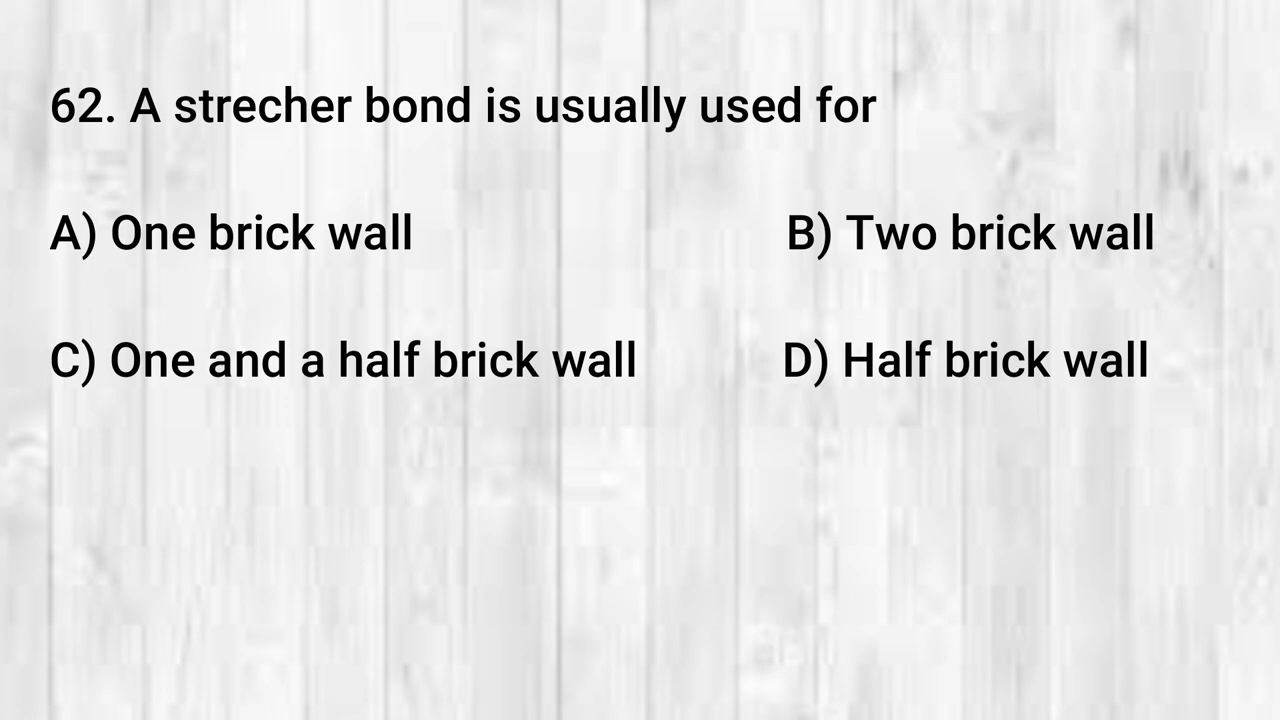 62. A strecher bond is usually used for
A) One brick wall B) Two brick wall
C) One and a half brick wall D) Half brick wall